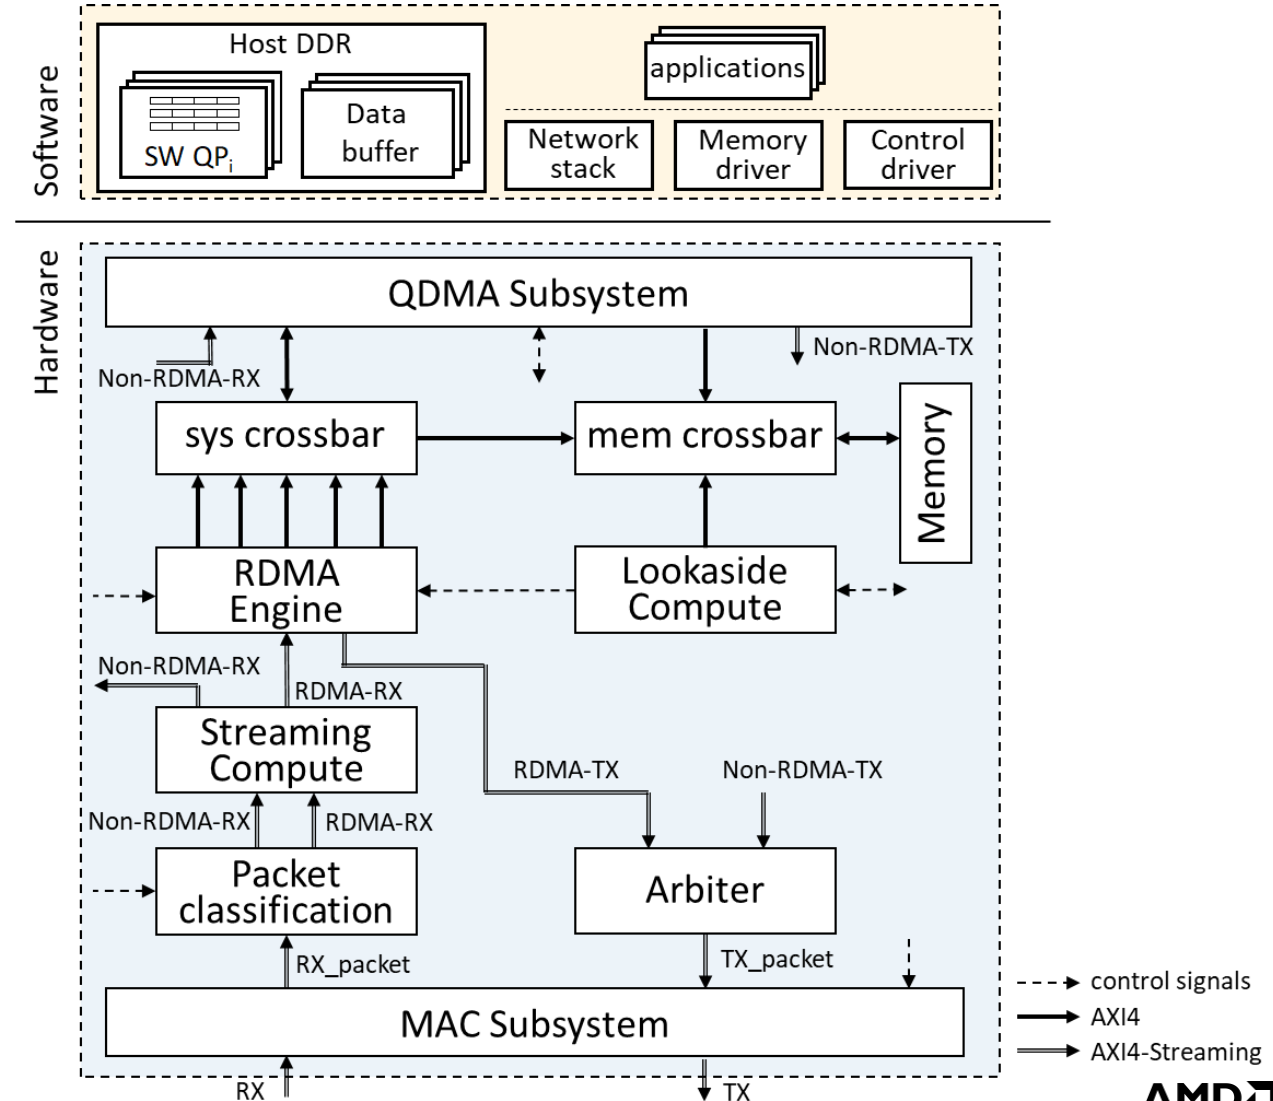 Software
Host DDR
SW QPi
Data
buffer
applications
Network
stack
Memory
driver
Control
driver
Hardware
QDMA Subsystem
Non-RDMA-RX
Non-RDMA-TX
sys crossbar
mem crossbar
Memory
RDMA
Engine
Lookaside
Compute
Non-RDMA-RX
RDMA-RX
Streaming
Compute
RDMA-TX
Non-RDMA-TX
Non-RDMA-RX
RDMA-RX
Packet
classification
Arbiter
RX_packet
TX_packet
MAC Subsystem
RX
TX
control signals
AXI4
AXI4-Streaming
AMD